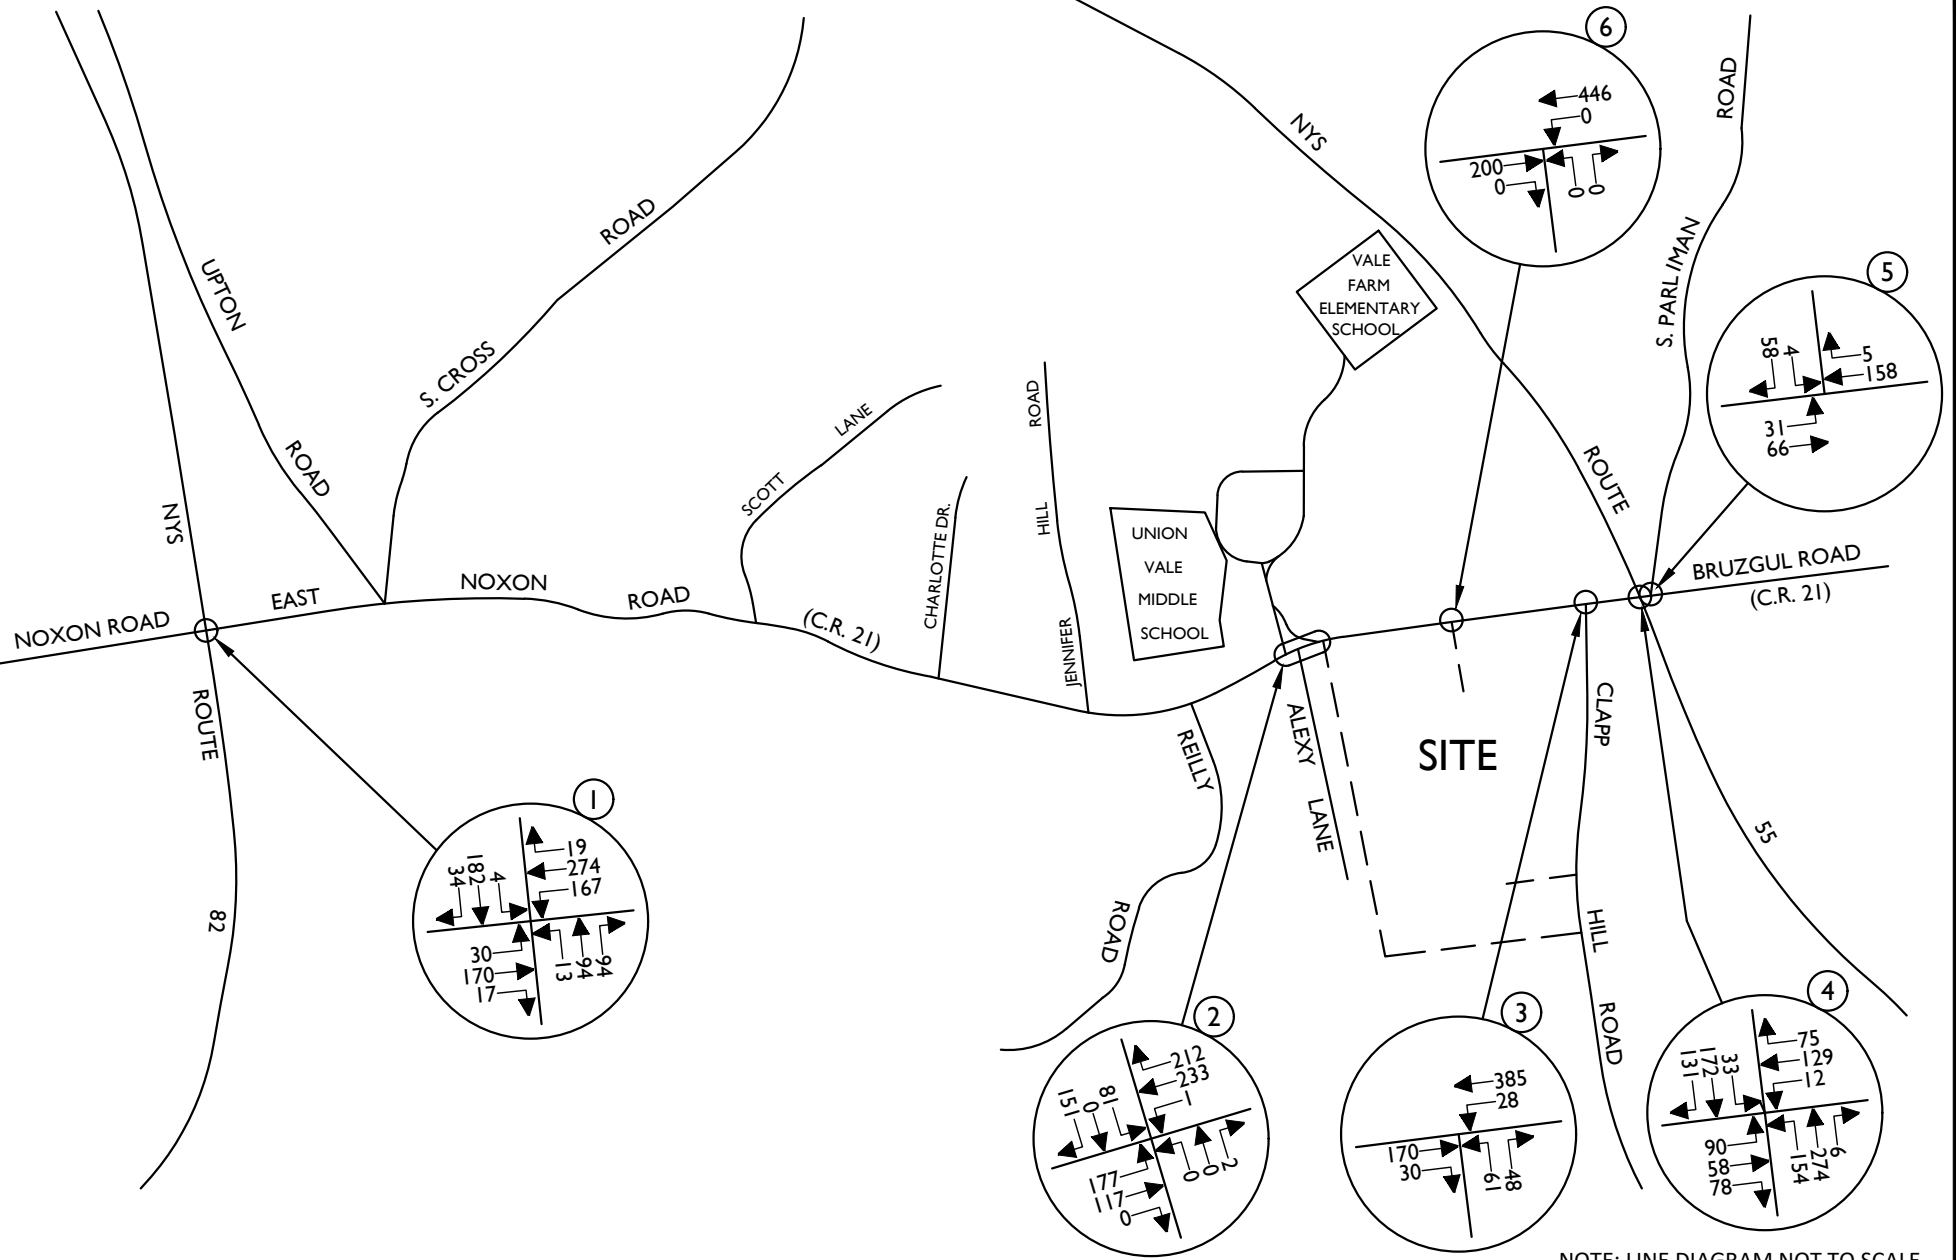 NYS
ROUTE
82
UPTON
ROAD
S. CROSS
ROAD
NOXON ROAD
EAST
NOXON
ROAD
(C.R. 21)
SCOTT
LANE
CHARLOTTE DR.
JENNIFER
HILL
ROAD
UNION
VALE
MIDDLE
SCHOOL
VALE
FARM
ELEMENTARY
SCHOOL
NYS
ROUTE
55
S. PARLIMAN
ROAD
BRUZGUL ROAD
(C.R. 21)
REILLY
ROAD
ALEXY
LANE
SITE
CLAPP
HILL
ROAD
1
19
274
167
34
182
4
30
170
17
13
94
94
2
212
233
1
151
0
81
177
117
0
0
0
2
3
385
28
170
30
61
48
4
75
129
12
131
172
33
90
58
78
154
274
6
5
5
158
58
4
31
66
6
446
0
200
0
0
0
NOTE: LINE DIAGRAM NOT TO SCALE